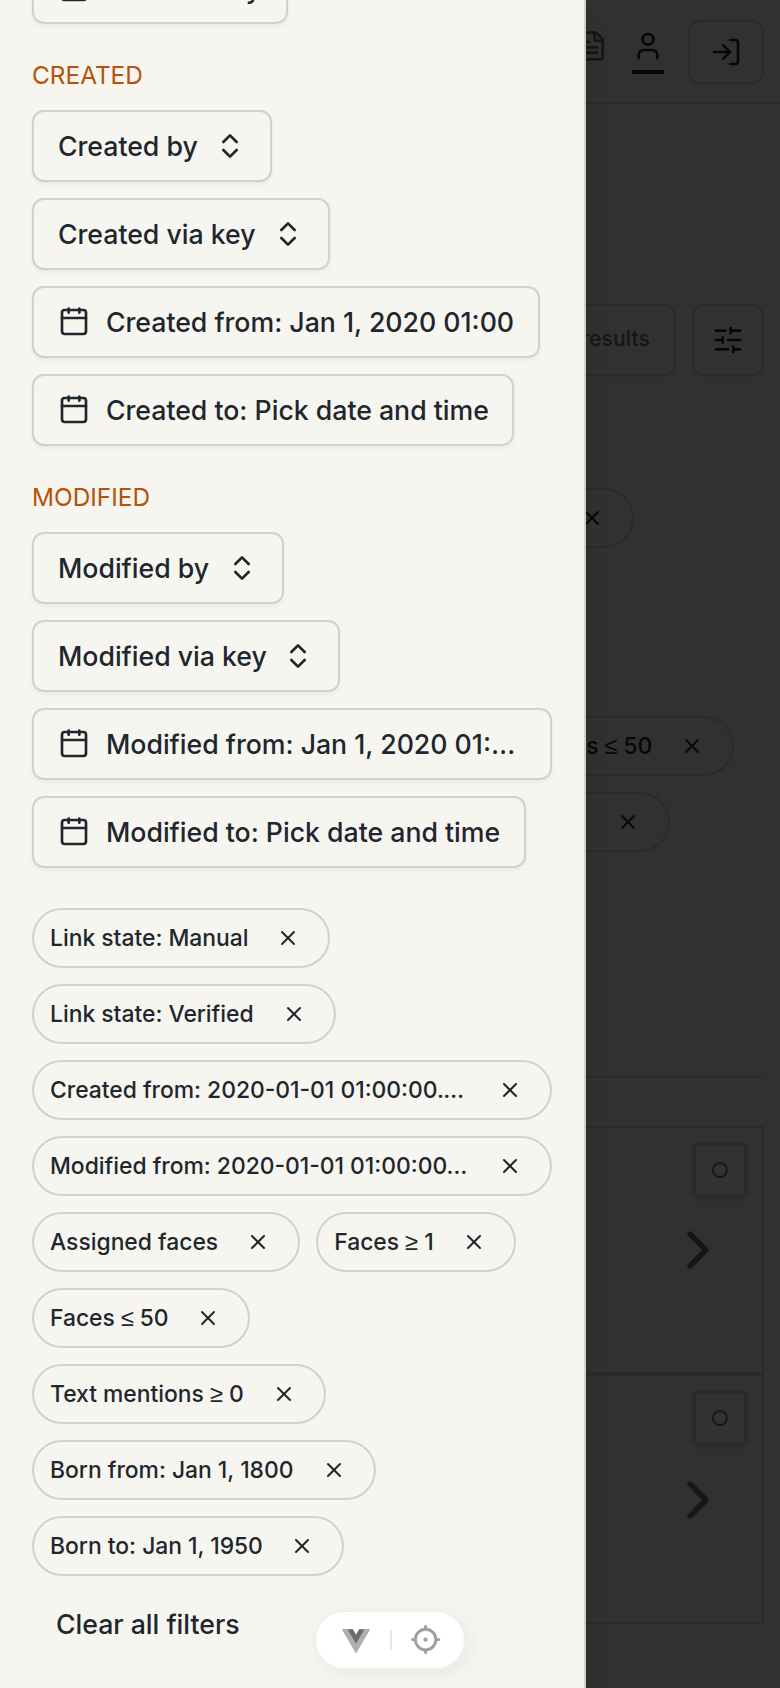 CREATED
Created by
Created via key
results
Created from: Jan 1, 2020 01:00
Created to: Pick date and time
MODIFIED
Modified by
Modified via key
Modified from: Jan 1, 2020 01:...
s ≤ 50
Modified to: Pick date and time
Link state: Manual
Link state: Verified
Created from: 2020-01-01 01:00:00....
Modified from: 2020-01-01 01:00:00...
Assigned faces Faces ≥ 1
Faces ≤ 50
Text mentions ≥ 0
Born from: Jan 1, 1800
Born to: Jan 1, 1950
Clear all filters